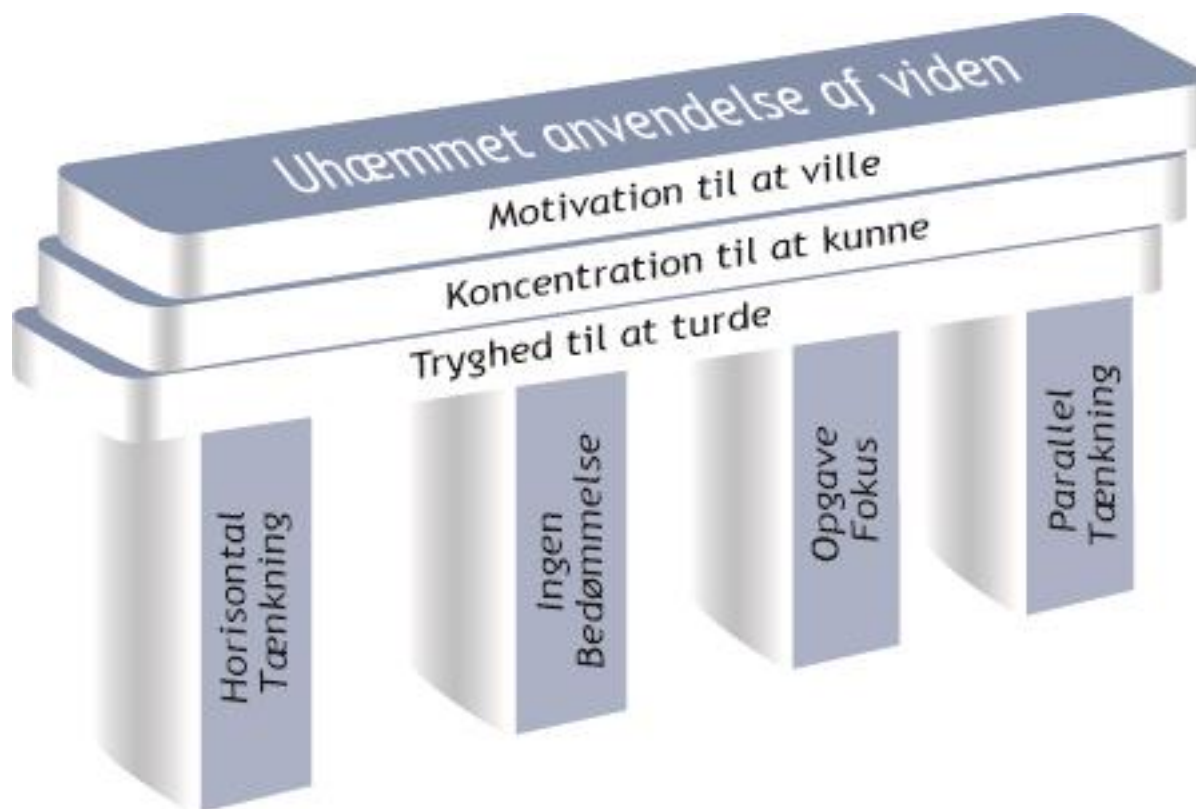 Uhæmmet anvendelse af viden
Motivation til at ville
Koncentration til at kunne
Tryghed til at turde
Horisontal
Tænkning
Ingen
Bedømmelse
Opgave
Fokus
Parallel
Tænkning